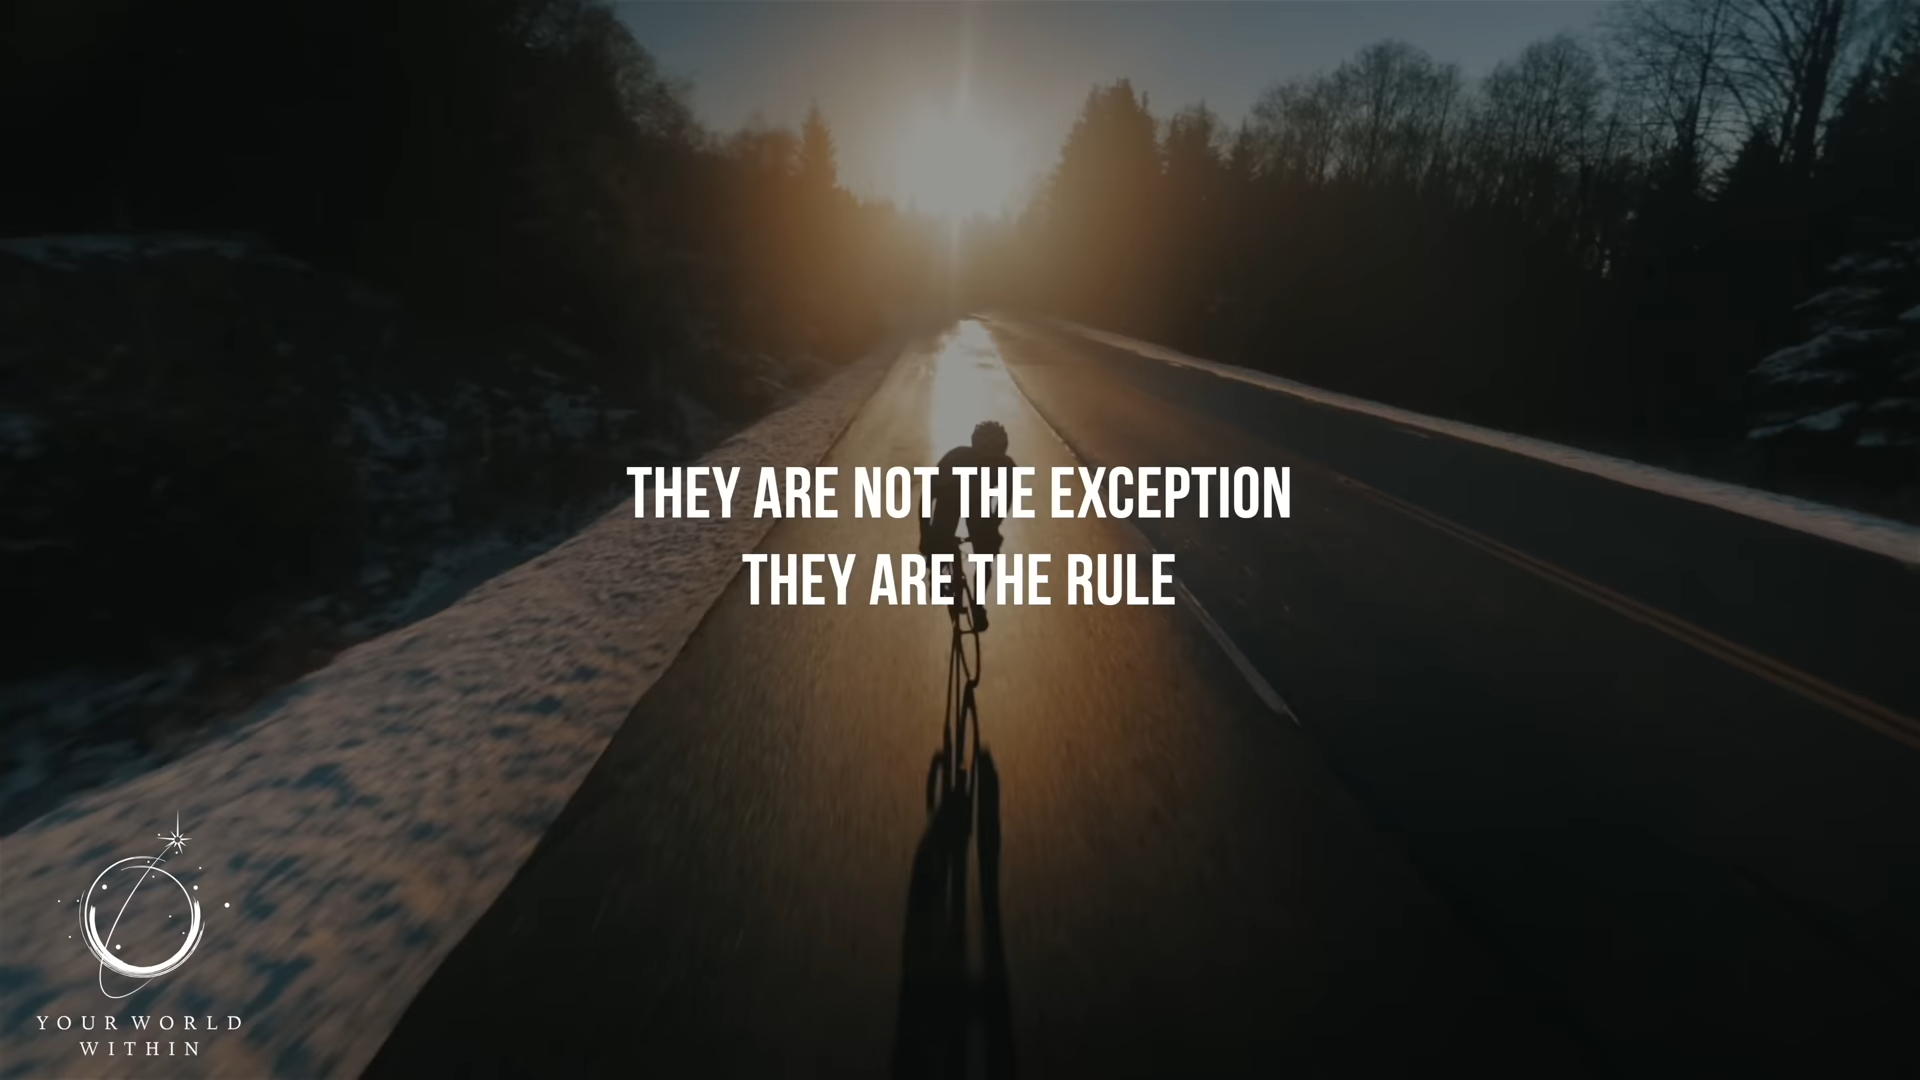 THEY ARE NOT THE EXCEPTION
THEY ARE THE RULE
YOUR WORLD
WITHIN